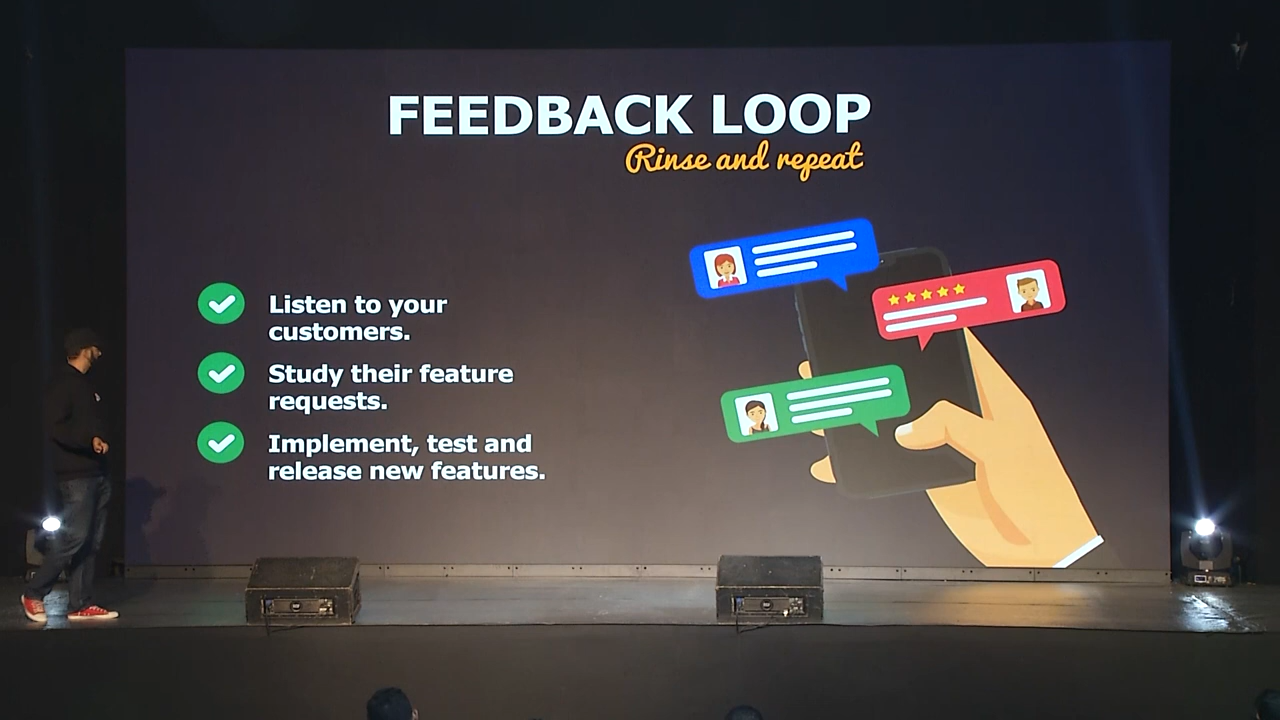 FEEDBACK LOOP
Rinse and repeat
Listen to your
customers.
Study their feature
requests.
Implement, test and
release new features.